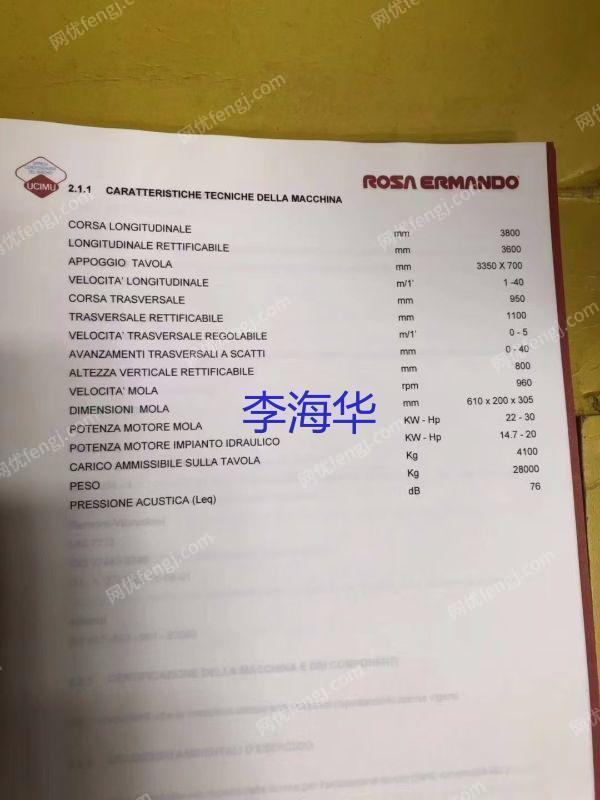 2.1.1 CARATTERISTICHE TECNICHE DELLA MACCHINA
ROSA ERMANDO
UCIMU
CORSA LONGITUDINALE mm 3800
LONGITUDINALE RETTIFICABILE mm 3600
APPOGGIO TAVOLA mm 3350 X 700
VELOCITA' LONGITUDINALE m/1' 1 -40
CORSA TRASVERSALE mm 950
TRASVERSALE RETTIFICABILE mm 1100
VELOCITA' TRASVERSALE REGOLABILE m/1' 0 - 5
AVANZAMENTI TRASVERSALI A SCATTI mm 0 - 40
ALTEZZA VERTICALE RETTIFICABILE mm 800
VELOCITA' MOLA rpm 960
DIMENSIONI MOLA mm 610 x 200 x 305
POTENZA MOTORE MOLA KW - Hp 22 - 30
POTENZA MOTORE IMPIANTO IDRAULICO KW - Hp 14.7 - 20
CARICO AMMISSIBILE SULLA TAVOLA Kg 4100
PESO Kg 28000
PRESSIONE ACUSTICA (Leq) dB 76
李海华
网优fengj.com